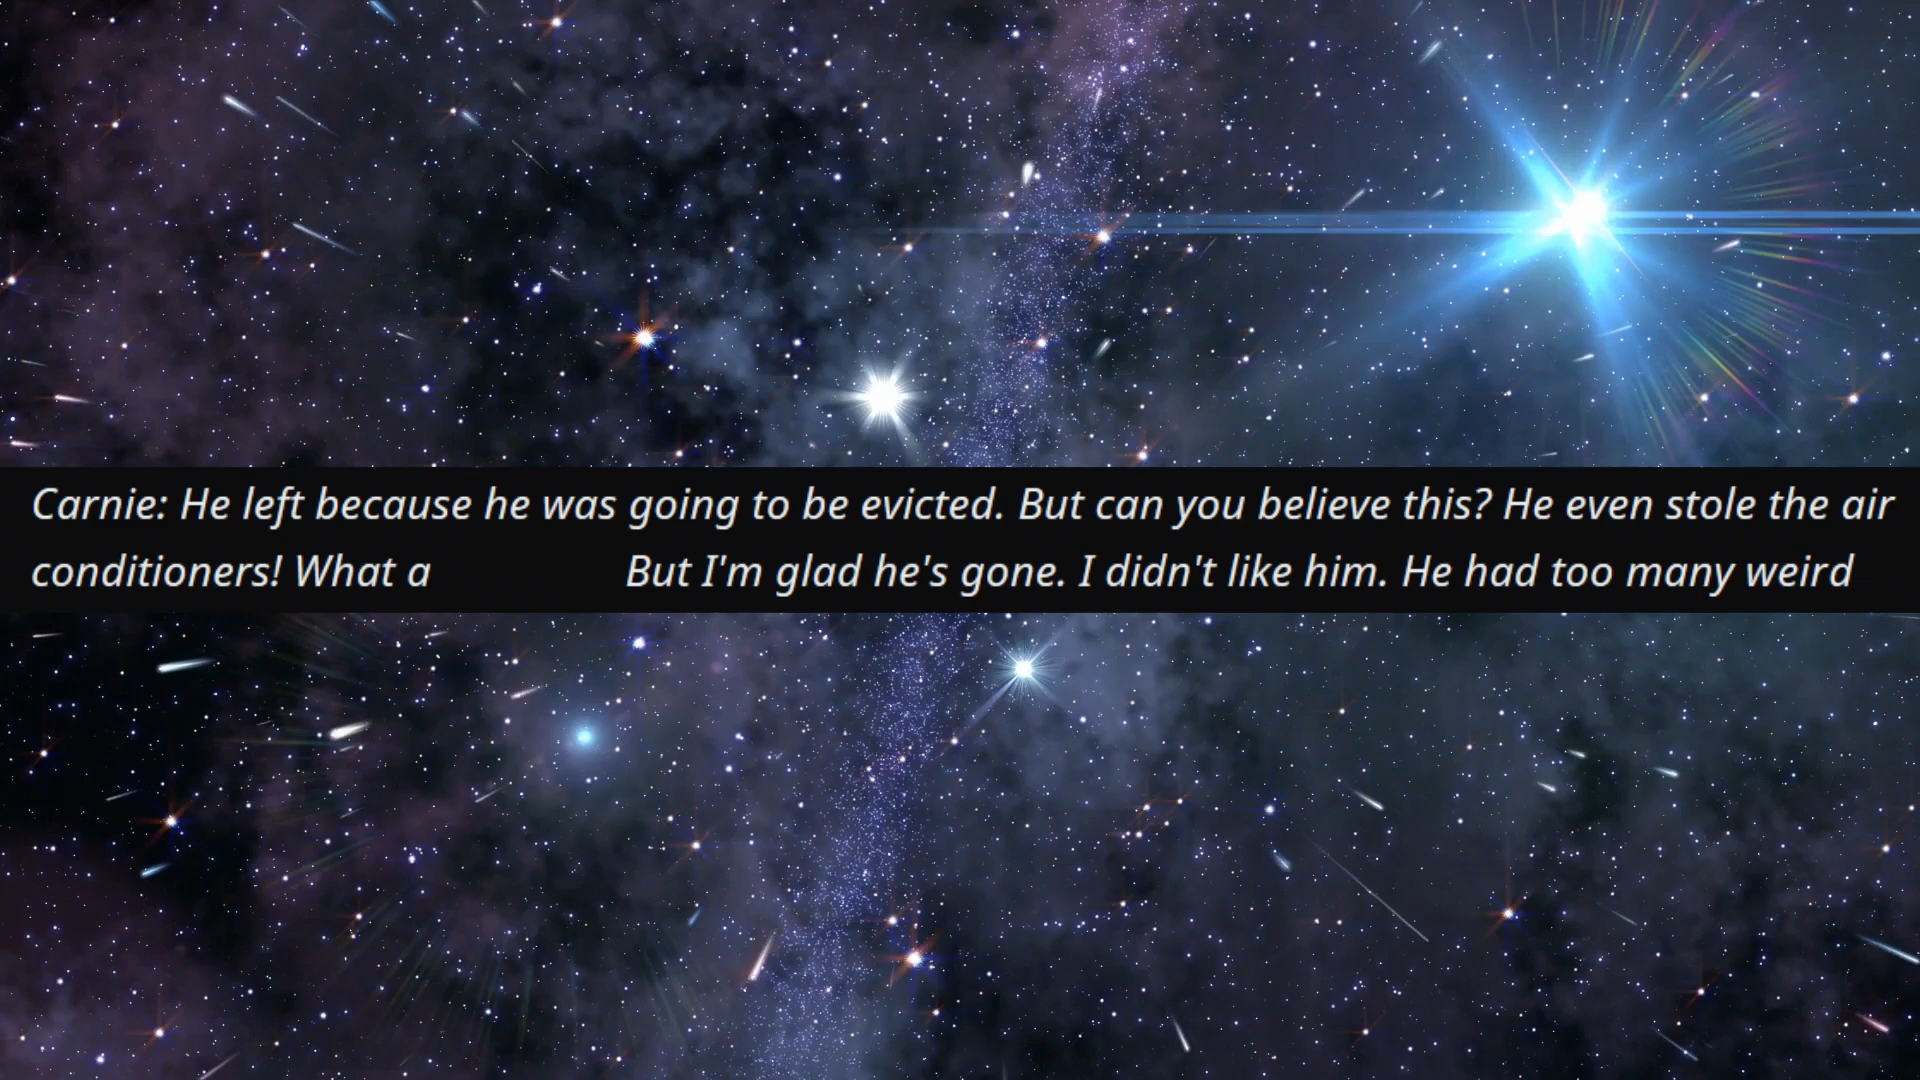 Carnie: He left because he was going to be evicted. But can you believe this? He even stole the air
conditioners! What a But I'm glad he's gone. I didn't like him. He had too many weird